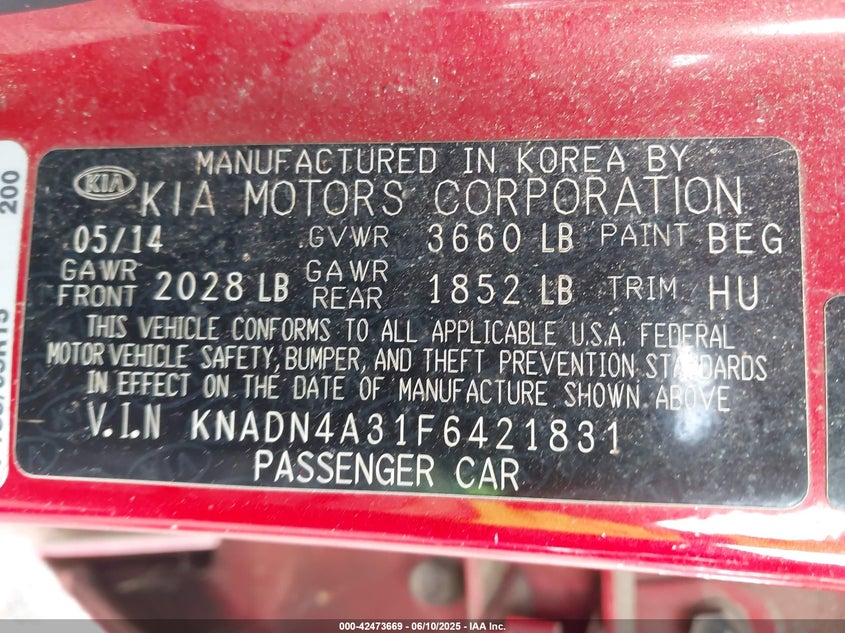 MANUFACTURED IN KOREA BY
KIA KIA MOTORS CORPORATION
05/14 GVWR 3660 LB PAINT BEG
GAWR FRONT 2028 LB GAWR REAR 1852 LB TRIM HU
THIS VEHICLE CONFORMS TO ALL APPLICABLE U.S.A. FEDERAL
MOTOR VEHICLE SAFETY, BUMPER, AND THEFT PREVENTION STANDARDS
IN EFFECT ON THE DATE OF MANUFACTURE SHOWN ABOVE
V.I.N KNADN4A31F6421831
PASSENGER CAR
200
000-42473669 - 06/10/2025 - IAA Inc.